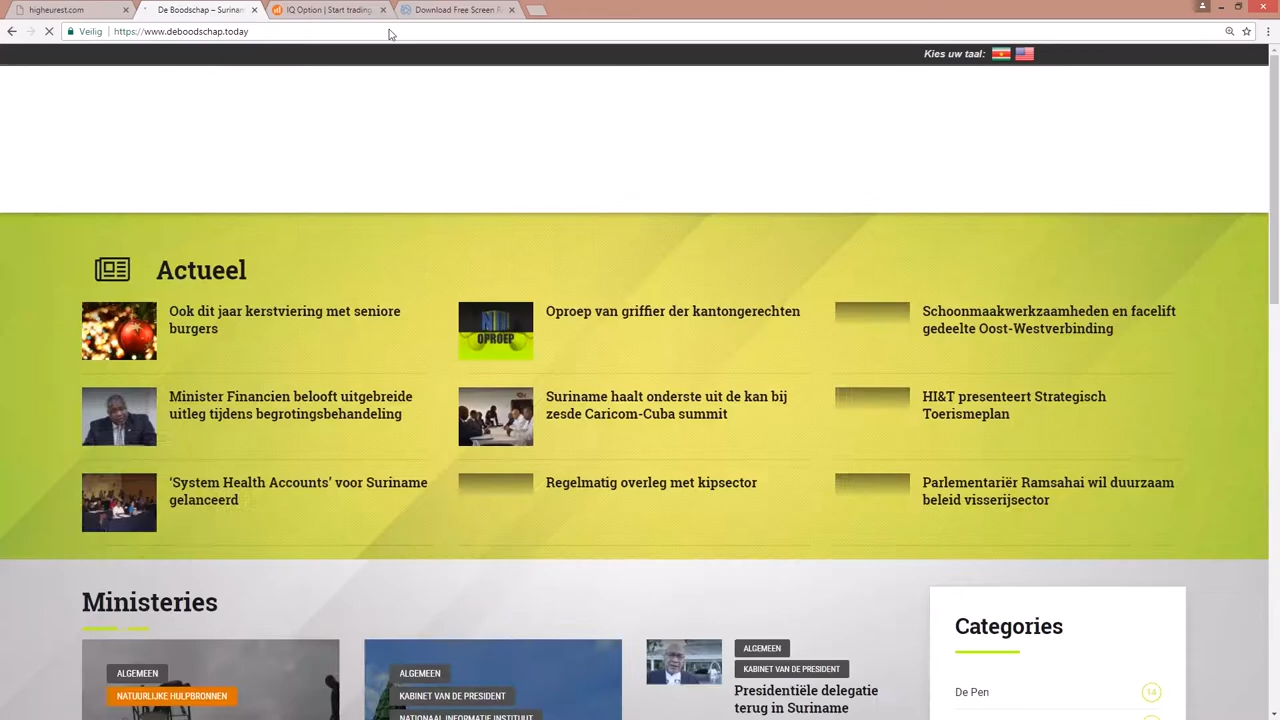 higheurest.com
De Boodschap – Surinam
IQ Option | Start trading
Download Free Screen R
Veilig
https://www.deboodschap.today
Kies uw taal:
Actueel
Ook dit jaar kerstviering met seniore
burgers
Oproep van griffier der kantongerechten
OPROEP
Schoonmaakwerkzaamheden en facelift
gedeelte Oost-Westverbinding
Minister Financien belooft uitgebreide
uitleg tijdens begrotingsbehandeling
Suriname haalt onderste uit de kan bij
zesde Caricom-Cuba summit
HI&T presenteert Strategisch
Toerismeplan
‘System Health Accounts’ voor Suriname
gelanceerd
Regelmatig overleg met kipsector
Parlementariër Ramsahai wil duurzaam
beleid visserijsector
Ministeries
ALGEMEEN
NATUURLIJKE HULPBRONNEN
ALGEMEEN
KABINET VAN DE PRESIDENT
NATIONAAL INFORMATIE INSTITUUT
ALGEMEEN
KABINET VAN DE PRESIDENT
Presidentiële delegatie
terug in Suriname
Categories
De Pen
14